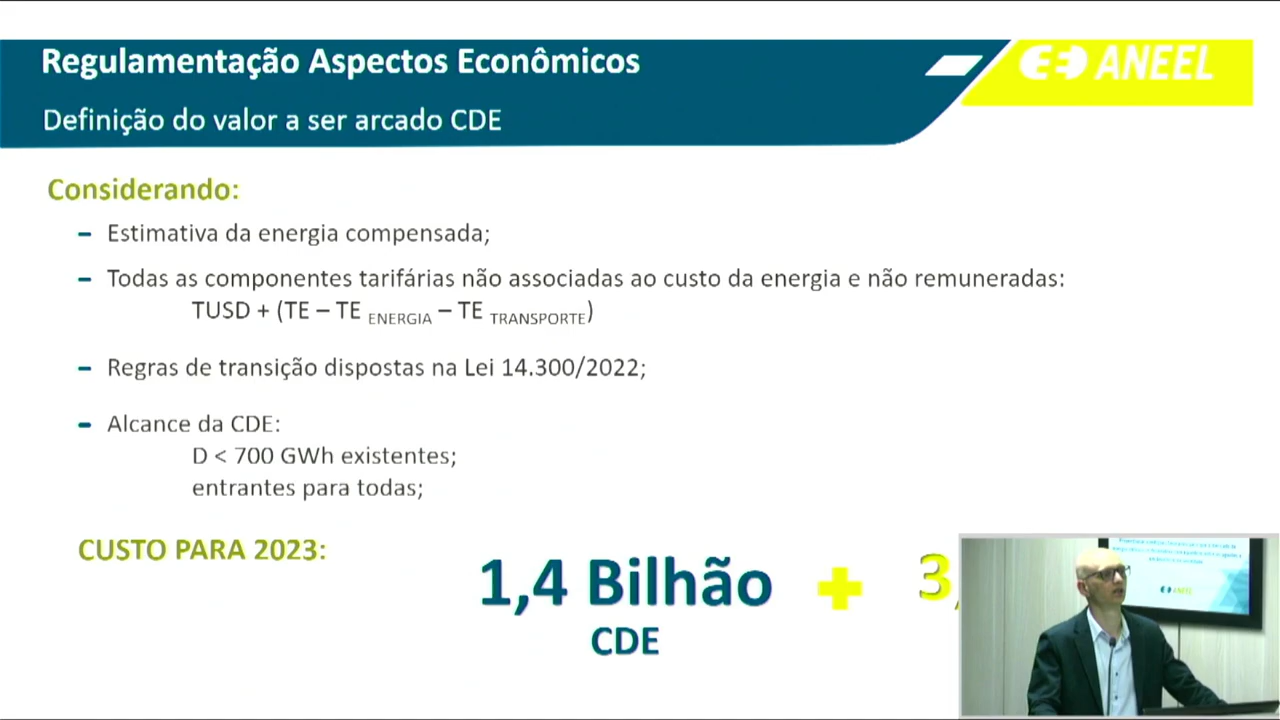 Regulamentação Aspectos Econômicos
ANEEL
Definição do valor a ser arcado CDE
Considerando:
– Estimativa da energia compensada;
– Todas as componentes tarifárias não associadas ao custo da energia e não remuneradas:
TUSD + (TE – TE ENERGIA – TE TRANSPORTE)
– Regras de transição dispostas na Lei 14.300/2022;
– Alcance da CDE:
D < 700 GWh existentes;
entrantes para todas;
CUSTO PARA 2023:
1,4 Bilhão + 3,
CDE
ANEEL